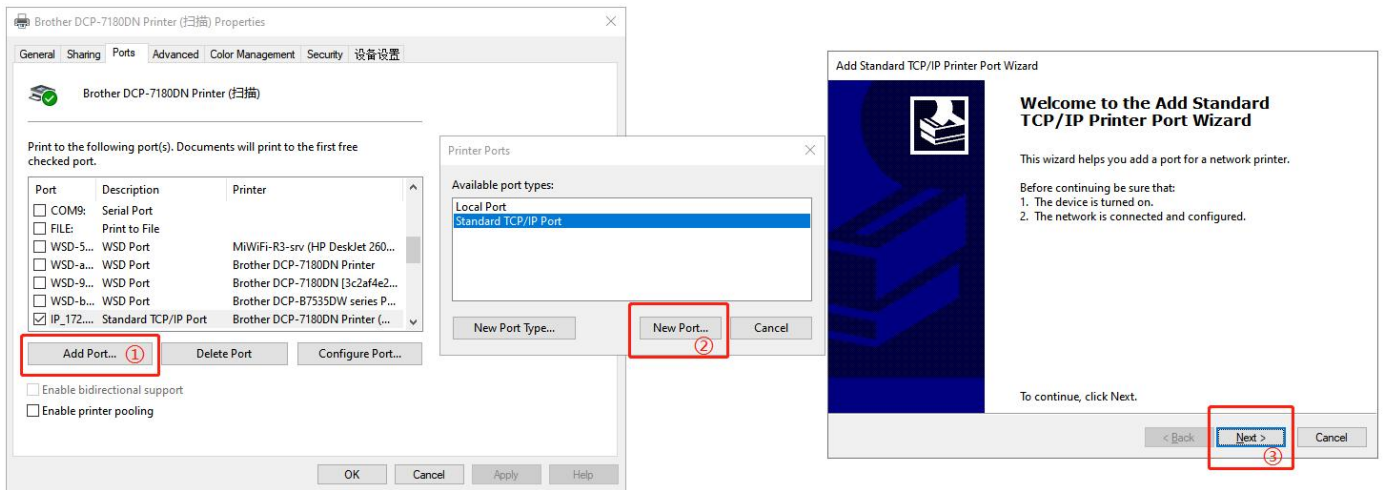 Brother DCP-7180DN Printer (扫描) Properties
General Sharing Ports Advanced Color Management Security 设备设置
Brother DCP-7180DN Printer (扫描)
Print to the following port(s). Documents will print to the first free
checked port.
Port Description Printer
COM9: Serial Port
FILE: Print to File
WSD-5... WSD Port MiWiFi-R3-srv (HP DeskJet 260...
WSD-a... WSD Port Brother DCP-7180DN Printer
WSD-9... WSD Port Brother DCP-7180DN [3c2af4e2...
WSD-b... WSD Port Brother DCP-B7535DW series P...
IP_172.... Standard TCP/IP Port Brother DCP-7180DN Printer (...
Add Port... ① Delete Port Configure Port...
Enable bidirectional support
Enable printer pooling
OK Cancel Apply Help
Printer Ports
Available port types:
Local Port
Standard TCP/IP Port
New Port Type... New Port... Cancel
②
Add Standard TCP/IP Printer Port Wizard
Welcome to the Add Standard
TCP/IP Printer Port Wizard
This wizard helps you add a port for a network printer.
Before continuing be sure that:
1. The device is turned on.
2. The network is connected and configured.
To continue, click Next.
< Back Next > Cancel
③